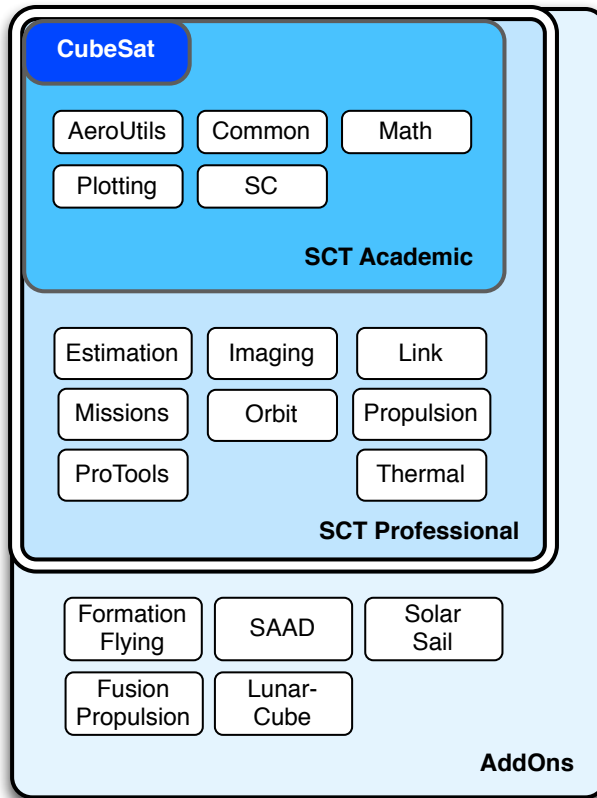 CubeSat
AeroUtils
Common
Math
Plotting
SC
SCT Academic
Estimation
Imaging
Link
Missions
Orbit
Propulsion
ProTools
Thermal
SCT Professional
Formation
Flying
SAAD
Solar
Sail
Fusion
Propulsion
Lunar-
Cube
AddOns